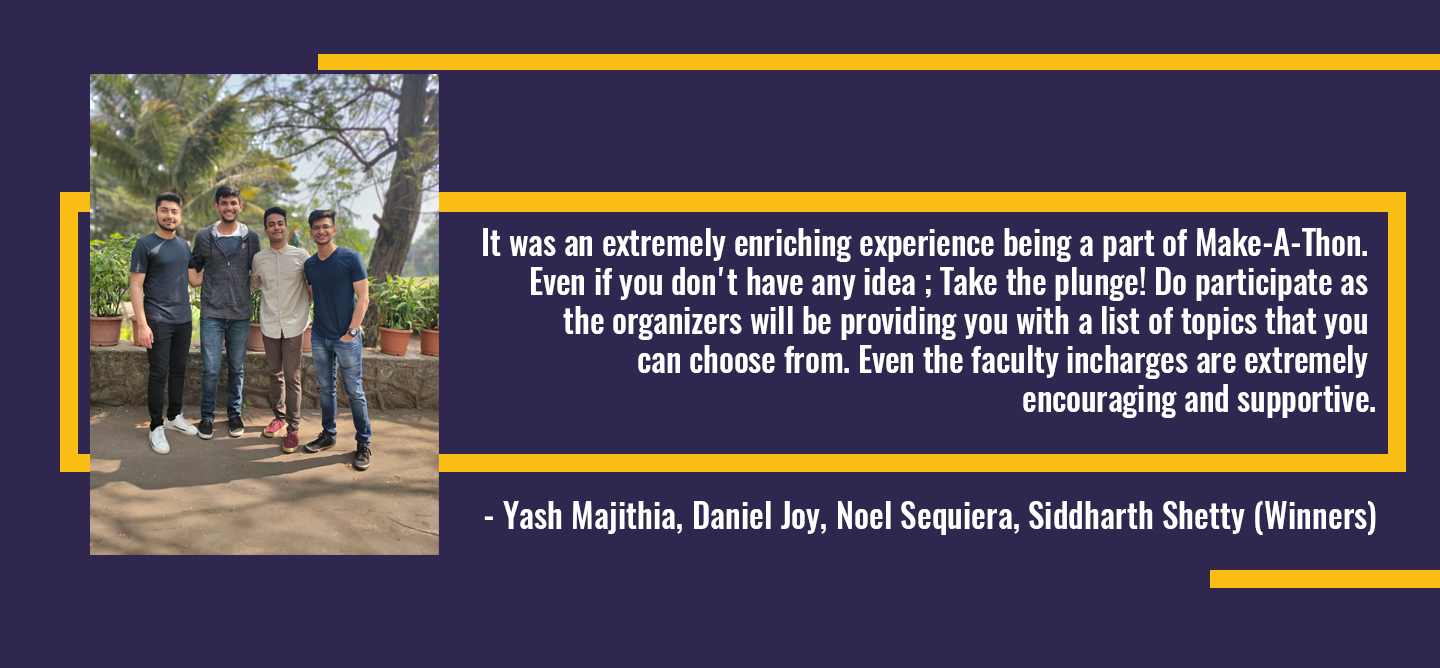 It was an extremely enriching experience being a part of Make-A-Thon.
Even if you don't have any idea ; Take the plunge! Do participate as
the organizers will be providing you with a list of topics that you
can choose from. Even the faculty incharges are extremely
encouraging and supportive.
- Yash Majithia, Daniel Joy, Noel Sequiera, Siddharth Shetty (Winners)